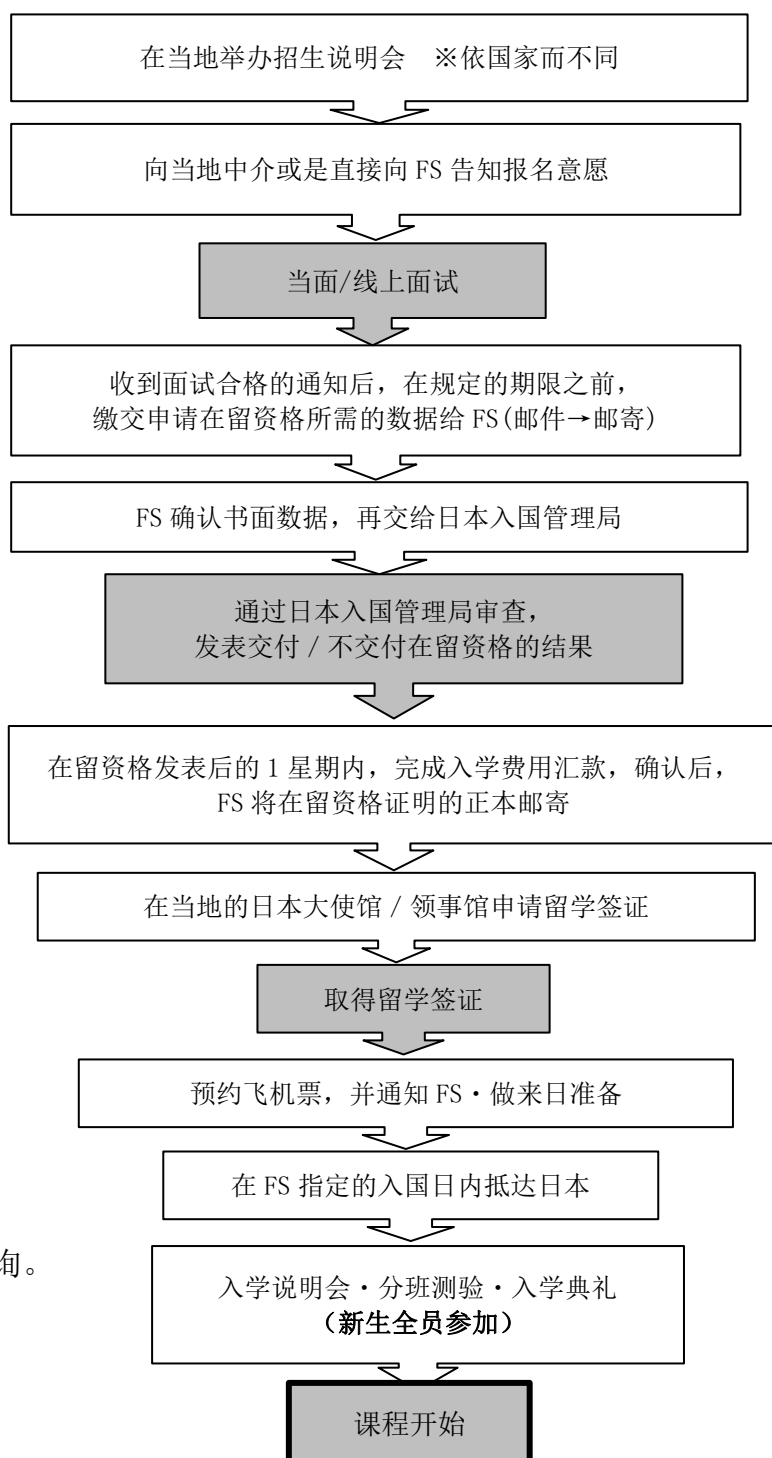 在当地举办招生说明会　※依国家而不同
向当地中介或是直接向 FS 告知报名意愿
当面/线上面试
收到面试合格的通知后，在规定的期限之前，
缴交申请在留资格所需的数据给 FS(邮件→邮寄)
FS 确认书面数据，再交给日本入国管理局
通过日本入国管理局审查，
发表交付 / 不交付在留资格的结果
在留资格发表后的 1 星期内，完成入学费用汇款，确认后，
FS 将在留资格证明的正本邮寄
在当地的日本大使馆 / 领事馆申请留学签证
取得留学签证
预约飞机票，并通知 FS・做来日准备
在 FS 指定的入国日内抵达日本
询。
入学说明会・分班测验・入学典礼
（新生全员参加）
课程开始